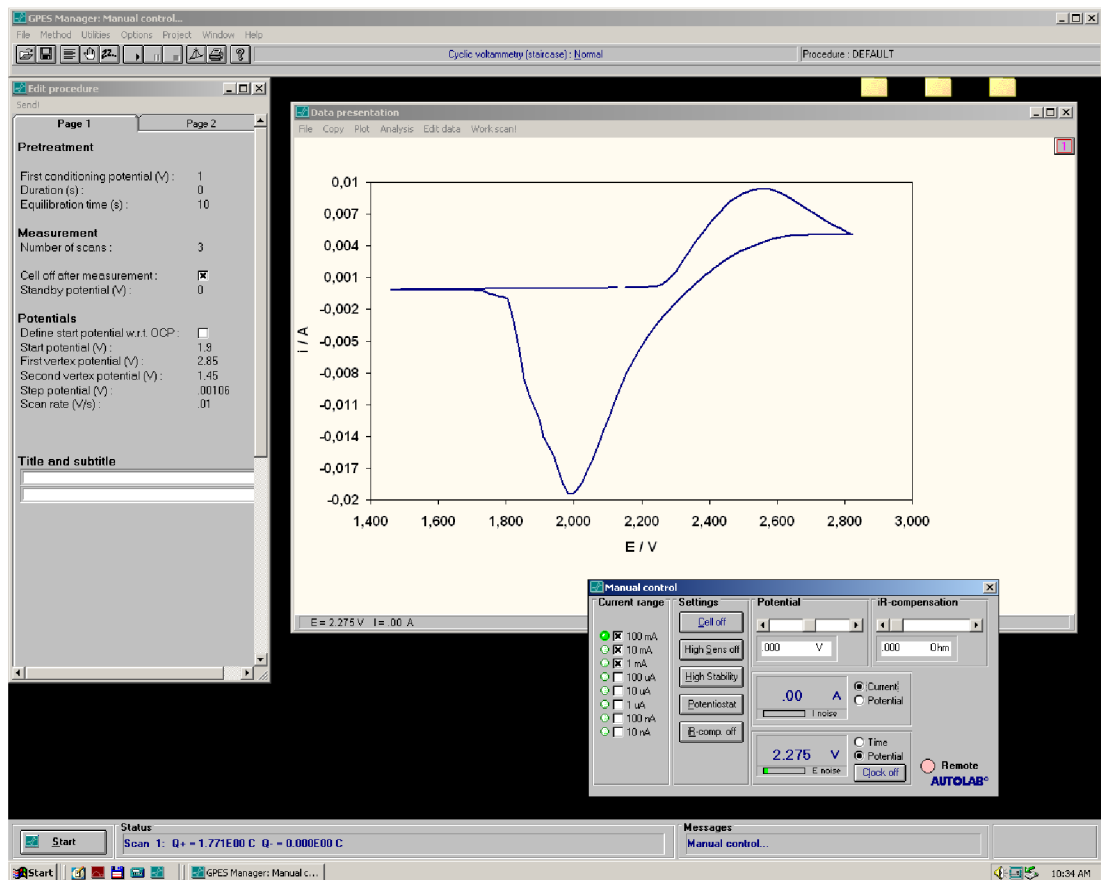 GPES Manager: Manual control...
File Method Utilities Options Project Window Help
Cyclic voltammetry (staircase) : Normal
Procedure : DEFAULT
Edit procedure
Send!
Page 1
Page 2
Pretreatment
First conditioning potential (V) : 1
Duration (s) : 0
Equilibration time (s) : 10
Measurement
Number of scans : 3
Cell off after measurement :
Standby potential (V) : 0
Potentials
Define start potential w.r.t. OCP :
Start potential (V) : 1.9
First vertex potential (V) : 2.85
Second vertex potential (V) : 1.45
Step potential (V) : .00106
Scan rate (V/s) : .01
Title and subtitle
Data presentation
File Copy Plot Analysis Edit data Work scan!
1
0,01
0,007
0,004
0,001
-0,002
-0,005
-0,008
-0,011
-0,014
-0,017
-0,02
i / A
1,400 1,600 1,800 2,000 2,200 2,400 2,600 2,800 3,000
E / V
E = 2.275 V I = .00 A
Manual control
Current range
100 mA
10 mA
1 mA
100 uA
10 uA
1 uA
100 nA
10 nA
Settings
Cell off
High Sens off
High Stability
Potentiostat
iR-comp. off
Potential
.000 V
iR-compensation
.000 Ohm
.00 A
I noise
Current
Potential
2.275 V
E noise
Time
Potential
Clock off
Remote
AUTOLAB®
Start
Status
Scan 1: Q+ = 1.771E00 C Q- = 0.000E00 C
Messages
Manual control...
Start
GPES Manager: Manual c...
10:34 AM